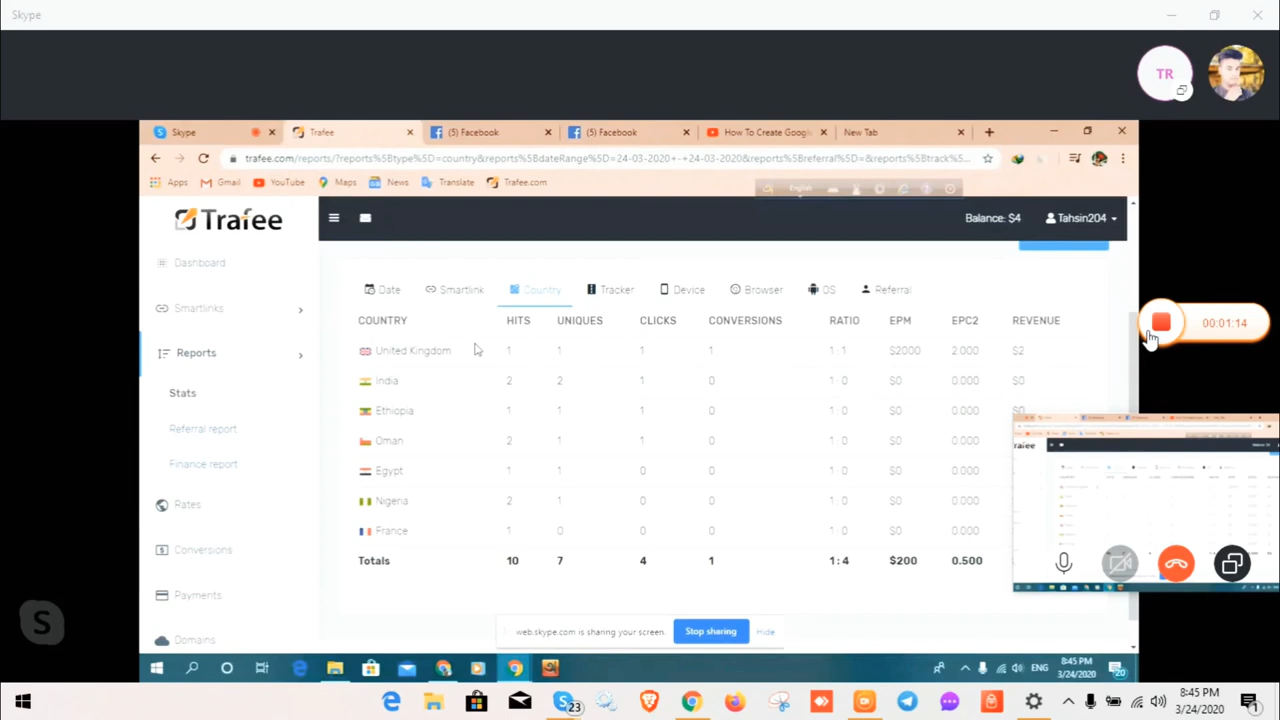 Skype
TR
Skype
Trafee
(5) Facebook
(5) Facebook
How To Create Googl
New Tab
trafee.com/reports/?reports%5Btype%5D=country&reports%5BdateRange%5D=24-03-2020+-+24-03-2020&reports%5Breferral%5D=&reports%5Btrack%5...
Apps
Gmail
YouTube
Maps
News
Translate
Trafee.com
English
Trafee
Balance: $4
Tahsin204
Dashboard
Smartlinks
Reports
Stats
Referral report
Finance report
Rates
Conversions
Payments
Domains
Date
Smartlink
Country
Tracker
Device
Browser
OS
Referral
COUNTRY HITS UNIQUES CLICKS CONVERSIONS RATIO EPM EPC2 REVENUE
United Kingdom 1 1 1 1 1 : 1 $2000 2.000 $2
India 2 2 1 0 1 : 0 $0 0.000 $0
Ethiopia 1 1 1 0 1 : 0 $0 0.000
Oman 2 1 1 0 1 : 0 $0 0.000
Egypt 1 1 0 0 1 : 0 $0 0.000
Nigeria 2 1 0 0 1 : 0 $0 0.000
France 1 0 0 0 1 : 0 $0 0.000
Totals 10 7 4 1 1 : 4 $200 0.500
00:01:14
web.skype.com is sharing your screen.
Stop sharing
Hide
S
ENG
8:45 PM
3/24/2020
20
23
8:45 PM
3/24/2020
1